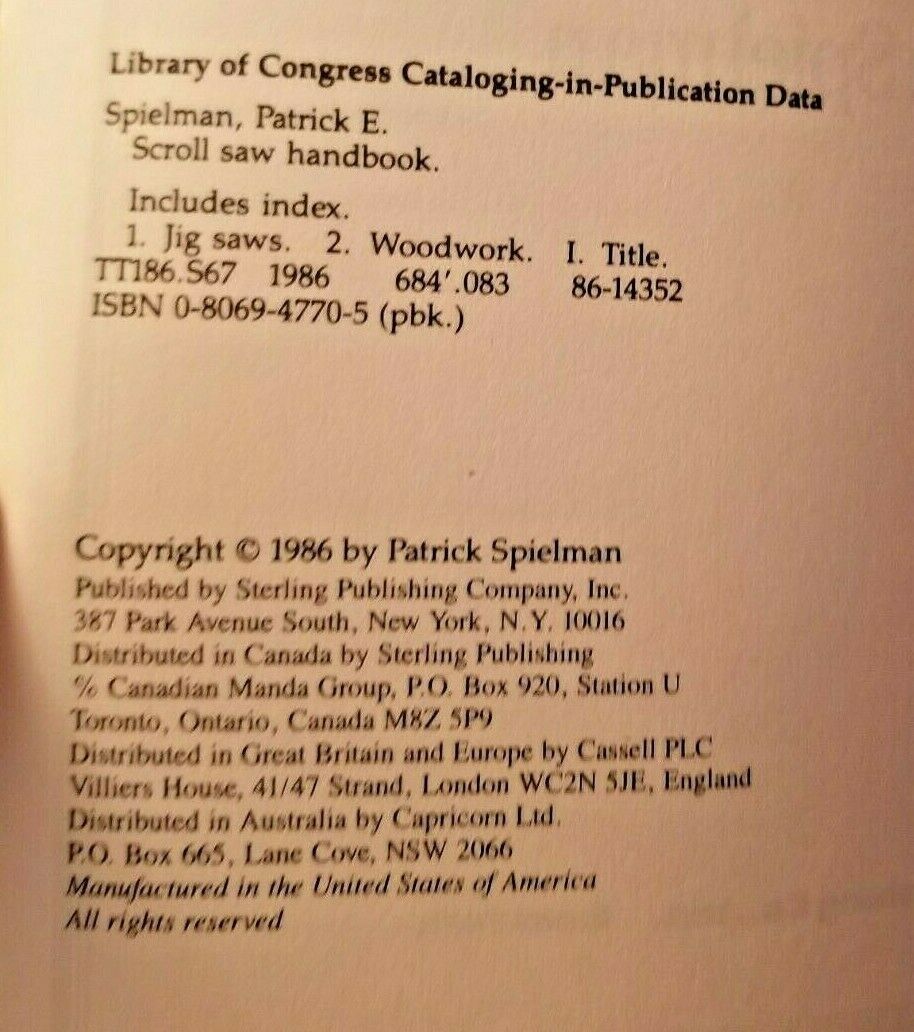 Library of Congress Cataloging-in-Publication Data
Spielman, Patrick E.
Scroll saw handbook.
Includes index.
1. Jig saws. 2. Woodwork. I. Title.
TT186.S67 1986 684'.083 86-14352
ISBN 0-8069-4770-5 (pbk.)
Copyright © 1986 by Patrick Spielman
Published by Sterling Publishing Company, Inc.
387 Park Avenue South, New York, N.Y. 10016
Distributed in Canada by Sterling Publishing
℅ Canadian Manda Group, P.O. Box 920, Station U
Toronto, Ontario, Canada M8Z 5P9
Distributed in Great Britain and Europe by Cassell PLC
Villiers House, 41/47 Strand, London WC2N 5JE, England
Distributed in Australia by Capricorn Ltd.
P.O. Box 665, Lane Cove, NSW 2066
Manufactured in the United States of America
All rights reserved